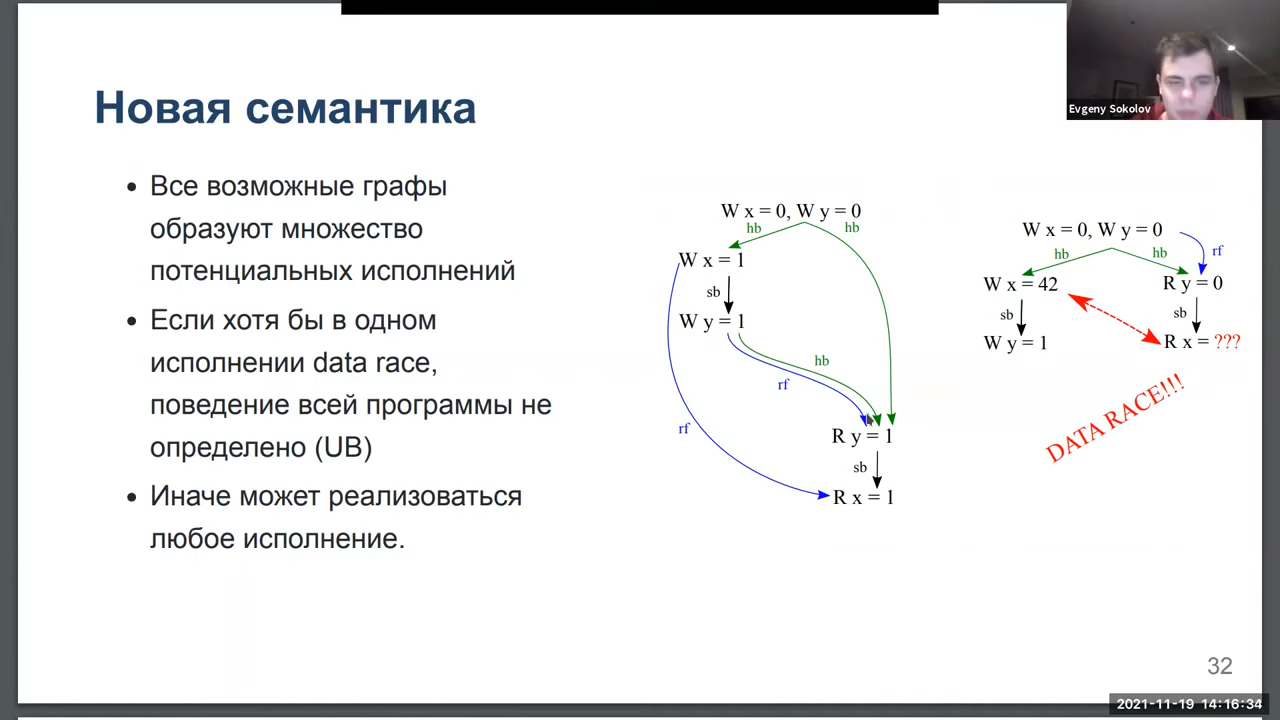 Новая семантика
• Все возможные графы
образуют множество
потенциальных исполнений
• Если хотя бы в одном
исполнении data race,
поведение всей программы не
определено (UB)
• Иначе может реализоваться
любое исполнение.
W x = 0, W y = 0
hb
hb
W x = 1
sb
W y = 1
hb
rf
rf
R y = 1
sb
R x = 1
W x = 0, W y = 0
rf
hb
hb
W x = 42
R y = 0
sb
sb
W y = 1
R x = ???
DATA RACE!!!
Evgeny Sokolov
32
2021-11-19 14:16:34